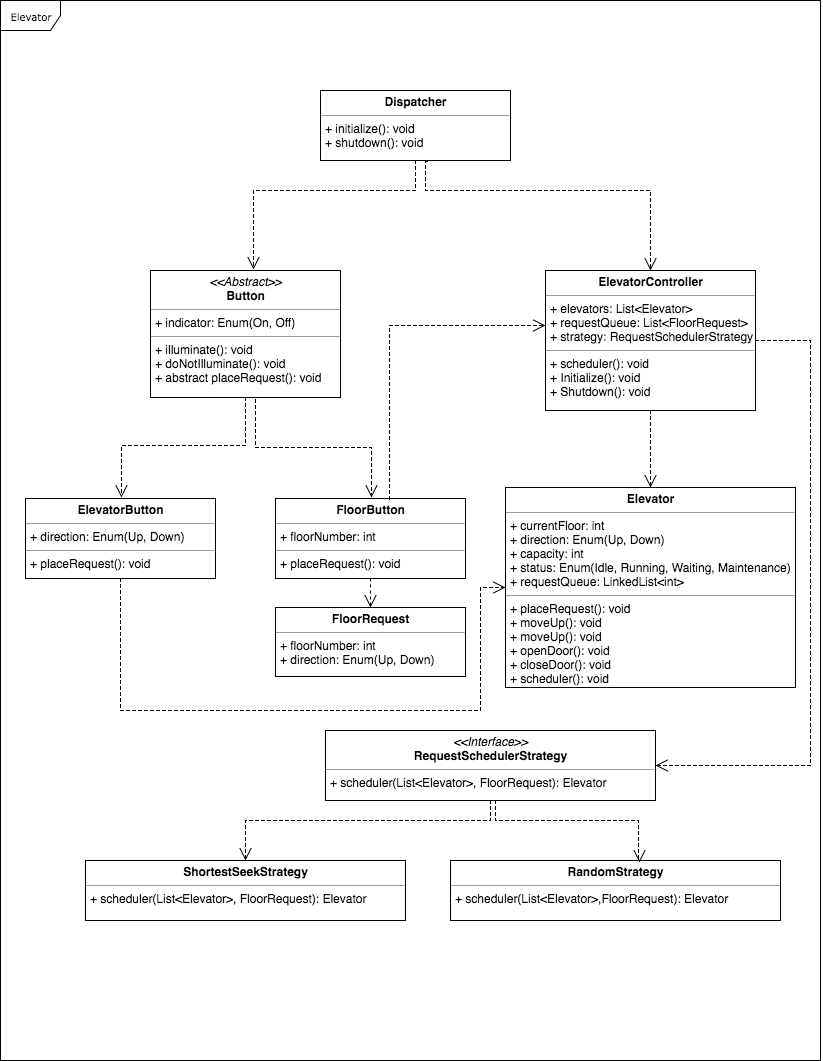 Elevator
Dispatcher
+ initialize(): void
+ shutdown(): void
<<Abstract>>
Button
+ indicator: Enum(On, Off)
+ illuminate(): void
+ doNotIlluminate(): void
+ abstract placeRequest(): void
ElevatorController
+ elevators: List<Elevator>
+ requestQueue: List<FloorRequest>
+ strategy: RequestSchedulerStrategy
+ scheduler(): void
+ Initialize(): void
+ Shutdown(): void
ElevatorButton
+ direction: Enum(Up, Down)
+ placeRequest(): void
FloorButton
+ floorNumber: int
+ placeRequest(): void
Elevator
+ currentFloor: int
+ direction: Enum(Up, Down)
+ capacity: int
+ status: Enum(Idle, Running, Waiting, Maintenance)
+ requestQueue: LinkedList<int>
+ placeRequest(): void
+ moveUp(): void
+ moveUp(): void
+ openDoor(): void
+ closeDoor(): void
+ scheduler(): void
FloorRequest
+ floorNumber: int
+ direction: Enum(Up, Down)
<<Interface>>
RequestSchedulerStrategy
+ scheduler(List<Elevator>, FloorRequest): Elevator
ShortestSeekStrategy
+ scheduler(List<Elevator>, FloorRequest): Elevator
RandomStrategy
+ scheduler(List<Elevator>,FloorRequest): Elevator